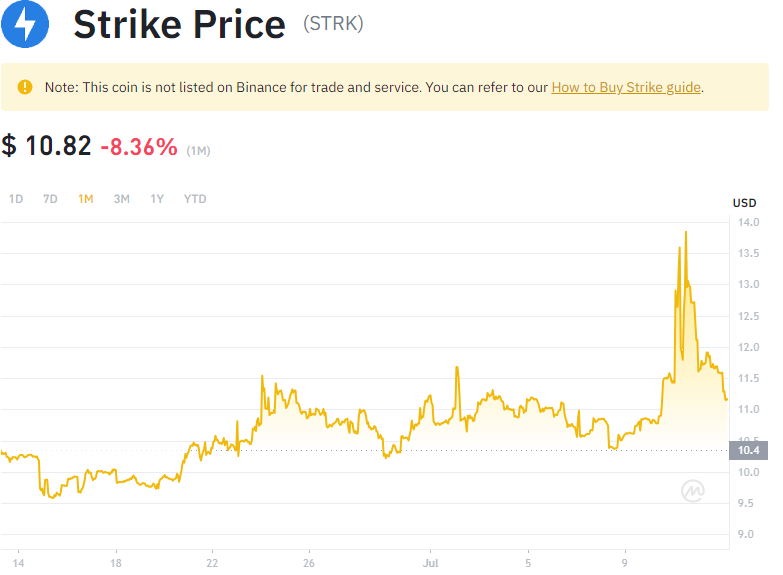 Strike Price (STRK)
Note: This coin is not listed on Binance for trade and service. You can refer to our How to Buy Strike guide.
$ 10.82 -8.36% (1M)
1D 7D 1M 3M 1Y YTD
USD
14.0
13.5
13.0
12.5
12.0
11.5
11.0
10.5
10.4
10.0
9.5
9.0
14 18 22 26 Jul 5 9